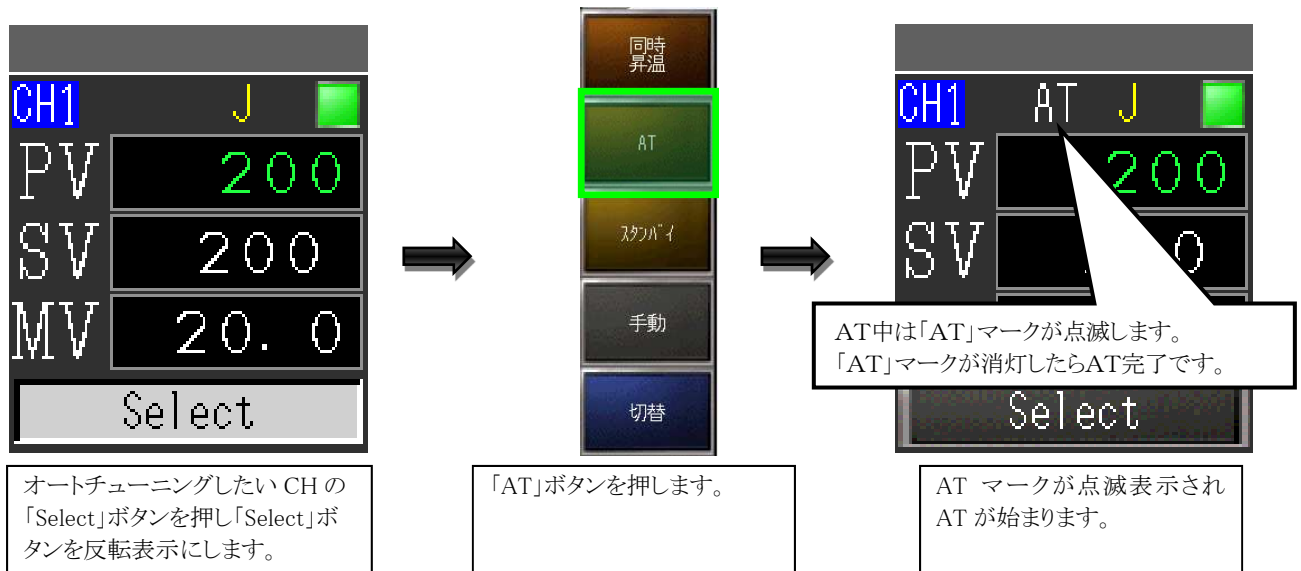 CH1 J
PV 200
SV 200
MV 20. 0
Select
オートチューニングしたい CH の
「Select」ボタンを押し「Select」ボ
タンを反転表示にします。
同時
昇温
AT
ｽﾀﾝﾊﾞｲ
手動
切替
「AT」ボタンを押します。
CH1 AT J
PV 200
SV 0
AT中は「AT」マークが点滅します。
「AT」マークが消灯したらAT完了です。
Select
AT マークが点滅表示され
AT が始まります。